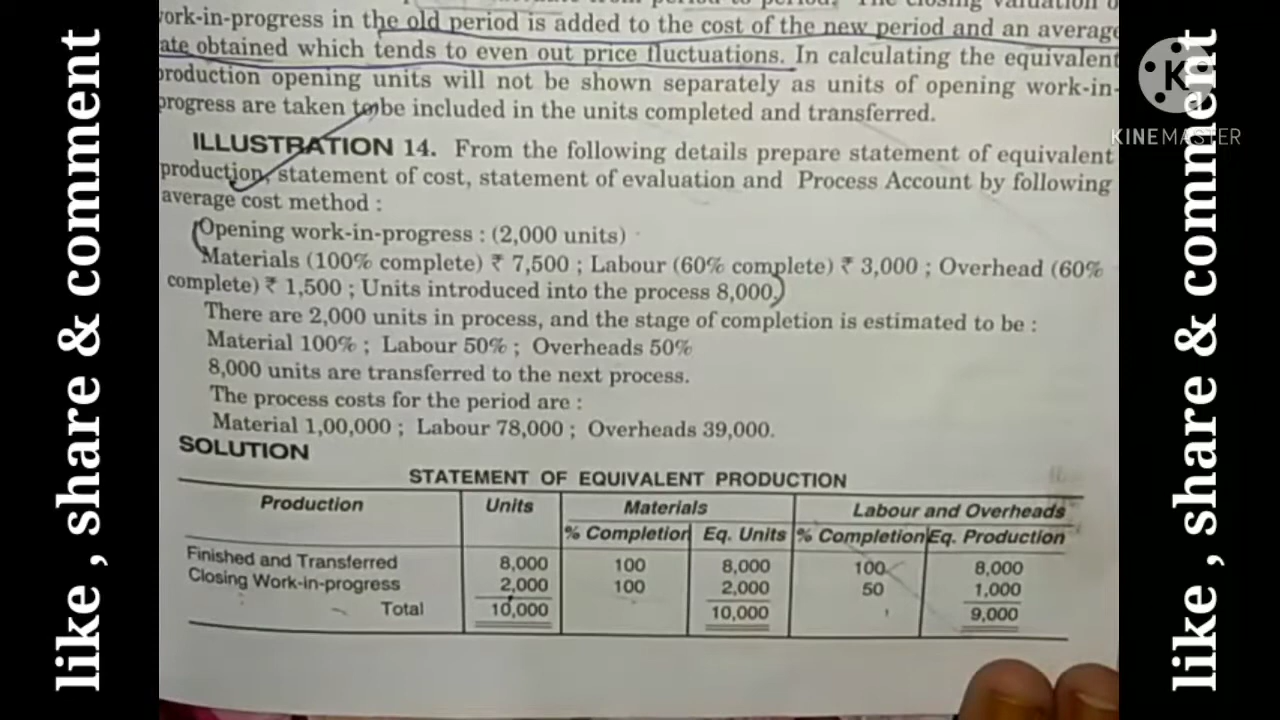 work-in-progress in the old period is added to the cost of the new period and an average
rate obtained which tends to even out price fluctuations. In calculating the equivalent
production opening units will not be shown separately as units of opening work-in-
progress are taken to be included in the units completed and transferred.
KINEMASTER
ILLUSTRATION 14. From the following details prepare statement of equivalent
production, statement of cost, statement of evaluation and Process Account by following
average cost method :
Opening work-in-progress : (2,000 units)
Materials (100% complete) ₹ 7,500 ; Labour (60% complete) ₹ 3,000 ; Overhead (60%
complete) ₹ 1,500 ; Units introduced into the process 8,000
There are 2,000 units in process, and the stage of completion is estimated to be :
Material 100% ; Labour 50% ; Overheads 50%
8,000 units are transferred to the next process.
The process costs for the period are :
Material 1,00,000 ; Labour 78,000 ; Overheads 39,000.
SOLUTION
STATEMENT OF EQUIVALENT PRODUCTION
Production Units Materials Labour and Overheads
% Completion Eq. Units % Completion Eq. Production
Finished and Transferred 8,000 100 8,000 100 8,000
Closing Work-in-progress 2,000 100 2,000 50 1,000
Total 10,000 10,000 9,000
like , share & comment
like , share & comment